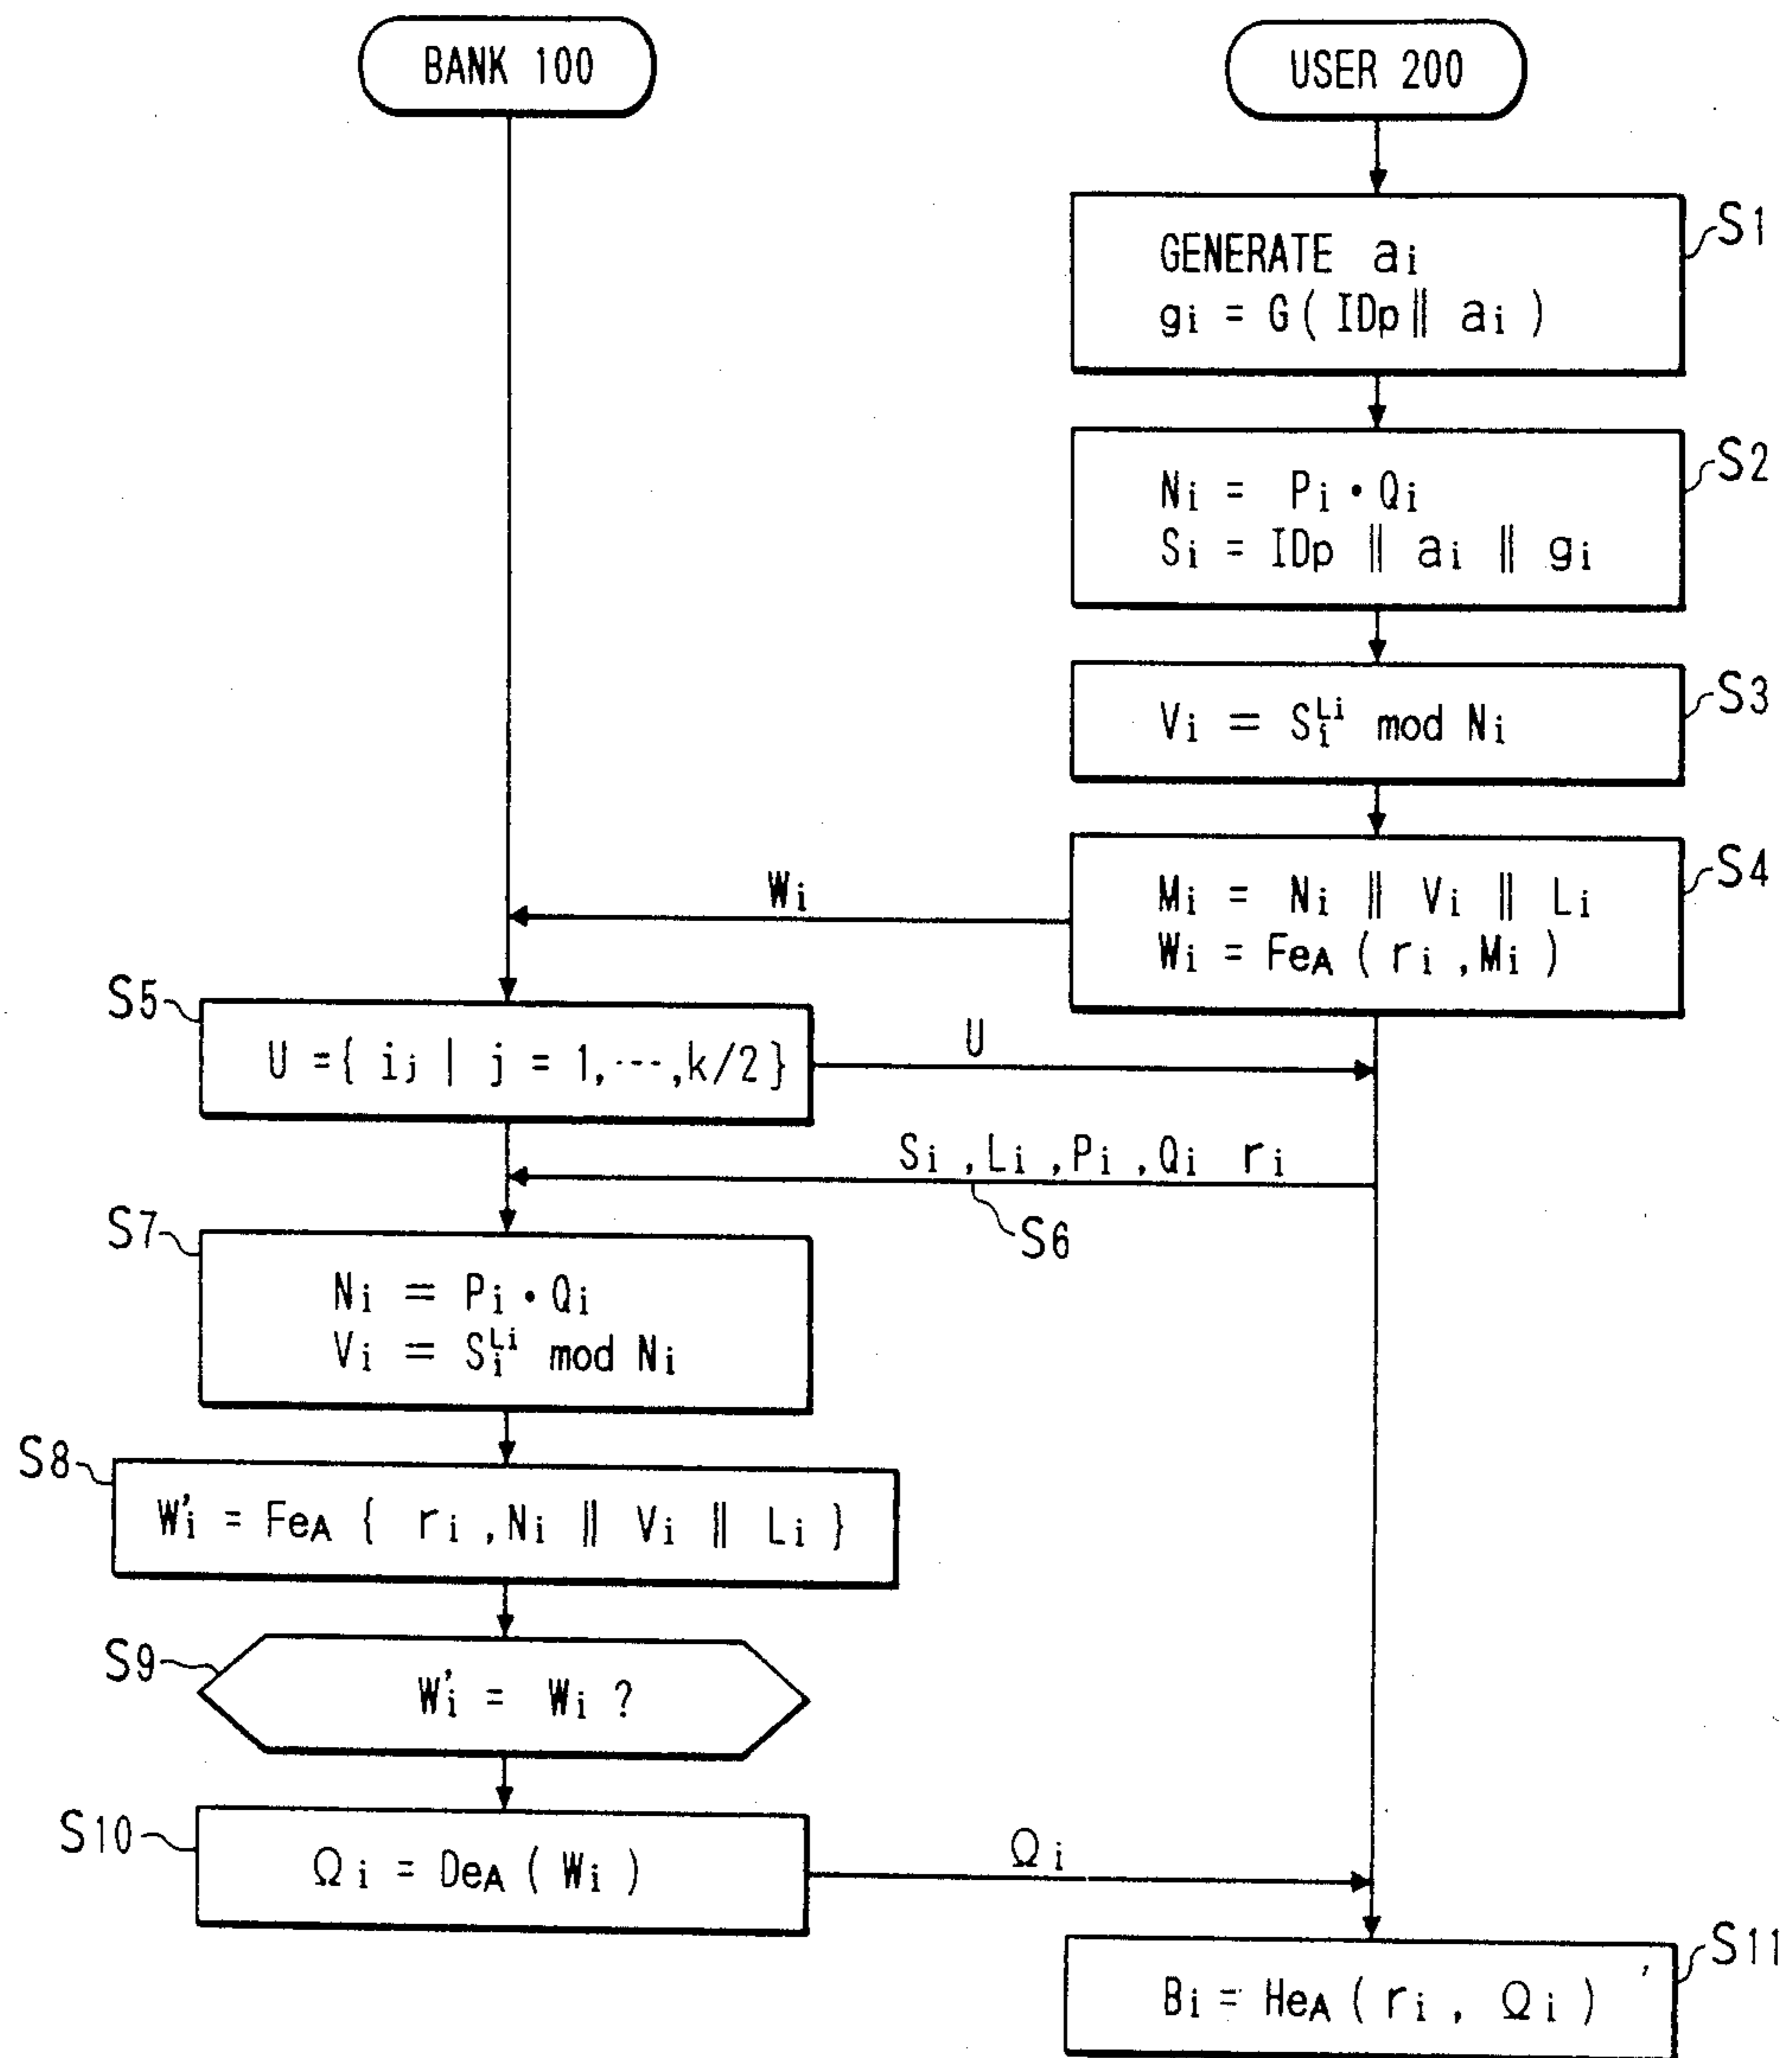 BANK 100
USER 200
S1
GENERATE ai
gi = G ( IDp || ai )
S2
Ni = Pi • Qi
Si = IDp || ai || gi
S3
Vi = Si^Li mod Ni
S4
Mi = Ni || Vi || Li
Wi = FeA ( ri , Mi )
Wi
S5
U = { ij | j = 1, ---, k/2 }
U
Si , Li , Pi , Qi ri
S6
S7
Ni = Pi • Qi
Vi = Si^Li mod Ni
S8
W'i = FeA { ri , Ni || Vi || Li }
S9
W'i = Wi ?
S10
Ωi = DeA ( Wi )
Ωi
S11
Bi = HeA ( ri , Ωi )